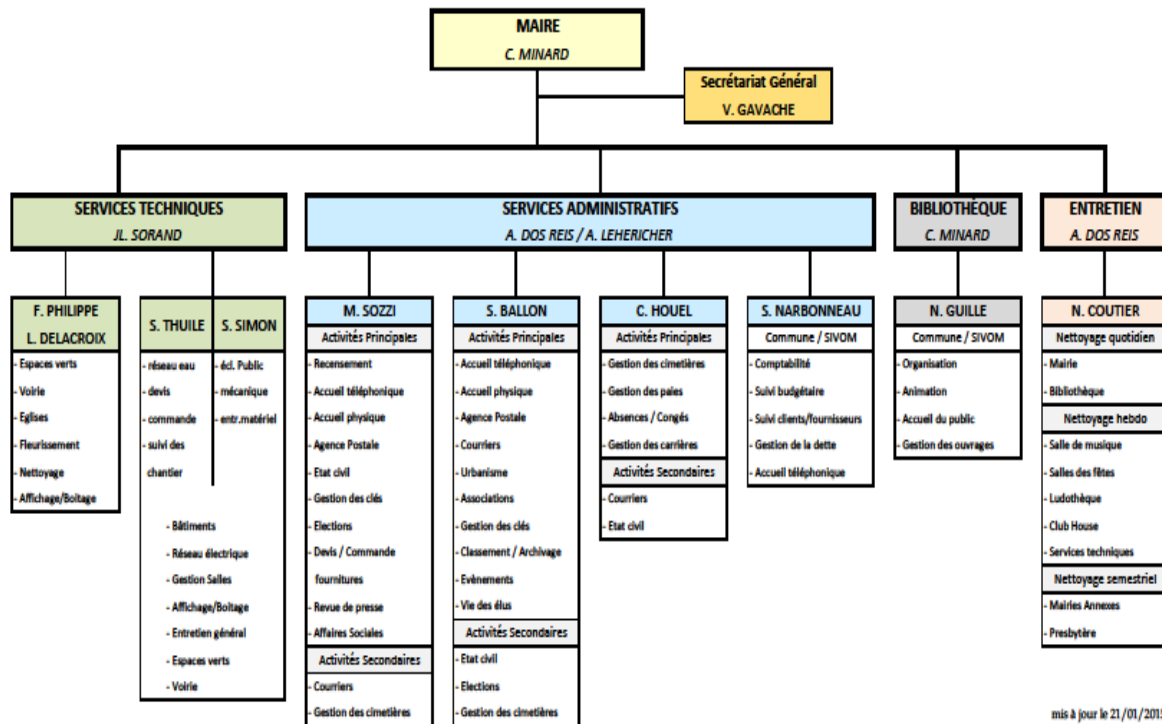 MAIRE
C. MINARD
Secrétariat Général
V. GAVACHE
SERVICES TECHNIQUES
JL. SORAND
SERVICES ADMINISTRATIFS
A. DOS REIS / A. LEHERICHER
BIBLIOTHÈQUE
C. MINARD
ENTRETIEN
A. DOS REIS
F. PHILIPPE
L. DELACROIX
- Espaces verts
- Voirie
- Eglises
- Fleurissement
- Nettoyage
- Affichage/Boitage
S. THUILE
- réseau eau
- devis
- commande
- suivi des
chantier
S. SIMON
- écl. Public
- mécanique
- entr.matériel
- Bâtiments
- Réseau électrique
- Gestion Salles
- Affichage/Boitage
- Entretien général
- Espaces verts
- Voirie
M. SOZZI
Activités Principales
- Recensement
- Accueil téléphonique
- Accueil physique
- Agence Postale
- Etat civil
- Gestion des clés
- Elections
- Devis / Commande
fournitures
- Revue de presse
- Affaires Sociales
Activités Secondaires
- Courriers
- Gestion des cimetières
S. BALLON
Activités Principales
- Accueil téléphonique
- Accueil physique
- Agence Postale
- Courriers
- Urbanisme
- Associations
- Gestion des clés
- Classement / Archivage
- Evènements
- Vie des élus
Activités Secondaires
- Etat civil
- Elections
- Gestion des cimetières
C. HOUEL
Activités Principales
- Gestion des cimetières
- Gestion des paies
- Absences / Congés
- Gestion des carrières
Activités Secondaires
- Courriers
- Etat civil
S. NARBONNEAU
Commune / SIVOM
- Comptabilité
- Suivi budgétaire
- Suivi clients/fournisseurs
- Gestion de la dette
- Accueil téléphonique
N. GUILLE
Commune / SIVOM
- Organisation
- Animation
- Accueil du public
- Gestion des ouvrages
N. COUTIER
Nettoyage quotidien
- Mairie
- Bibliothèque
Nettoyage hebdo
- Salle de musique
- Salles des fêtes
- Ludothèque
- Club House
- Services techniques
Nettoyage semestriel
- Mairies Annexes
- Presbytère
mis à jour le 21/01/2015